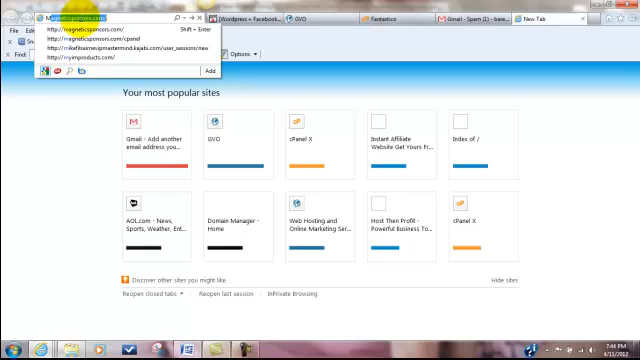 Magneticsponsors.com/
[Wordpress + Facebook...
GVO
Fantastico
Gmail - Spam (4) - bare...
New Tab
File
http://magneticsponsors.com/
Shift + Enter
http://magneticsponsors.com/cpanel
http://mikefilsaimevipmastermind.kajabi.com/user_sessions/new
http://myimproducts.com/
Find:
Options
Add
Your most popular sites
Gmail - Add another
email address you...
GVO
cPanel X
Instant Affiliate
Website Get Yours Fr...
Index of /
AOL.com - News,
Sports, Weather, Ent...
Domain Manager -
Home
Web Hosting and
Online Marketing Ser...
Host Then Profit -
Powerful Business To...
cPanel X
Discover other sites you might like
Hide sites
Reopen closed tabs
Reopen last session
InPrivate Browsing
7:44 PM
4/11/2012